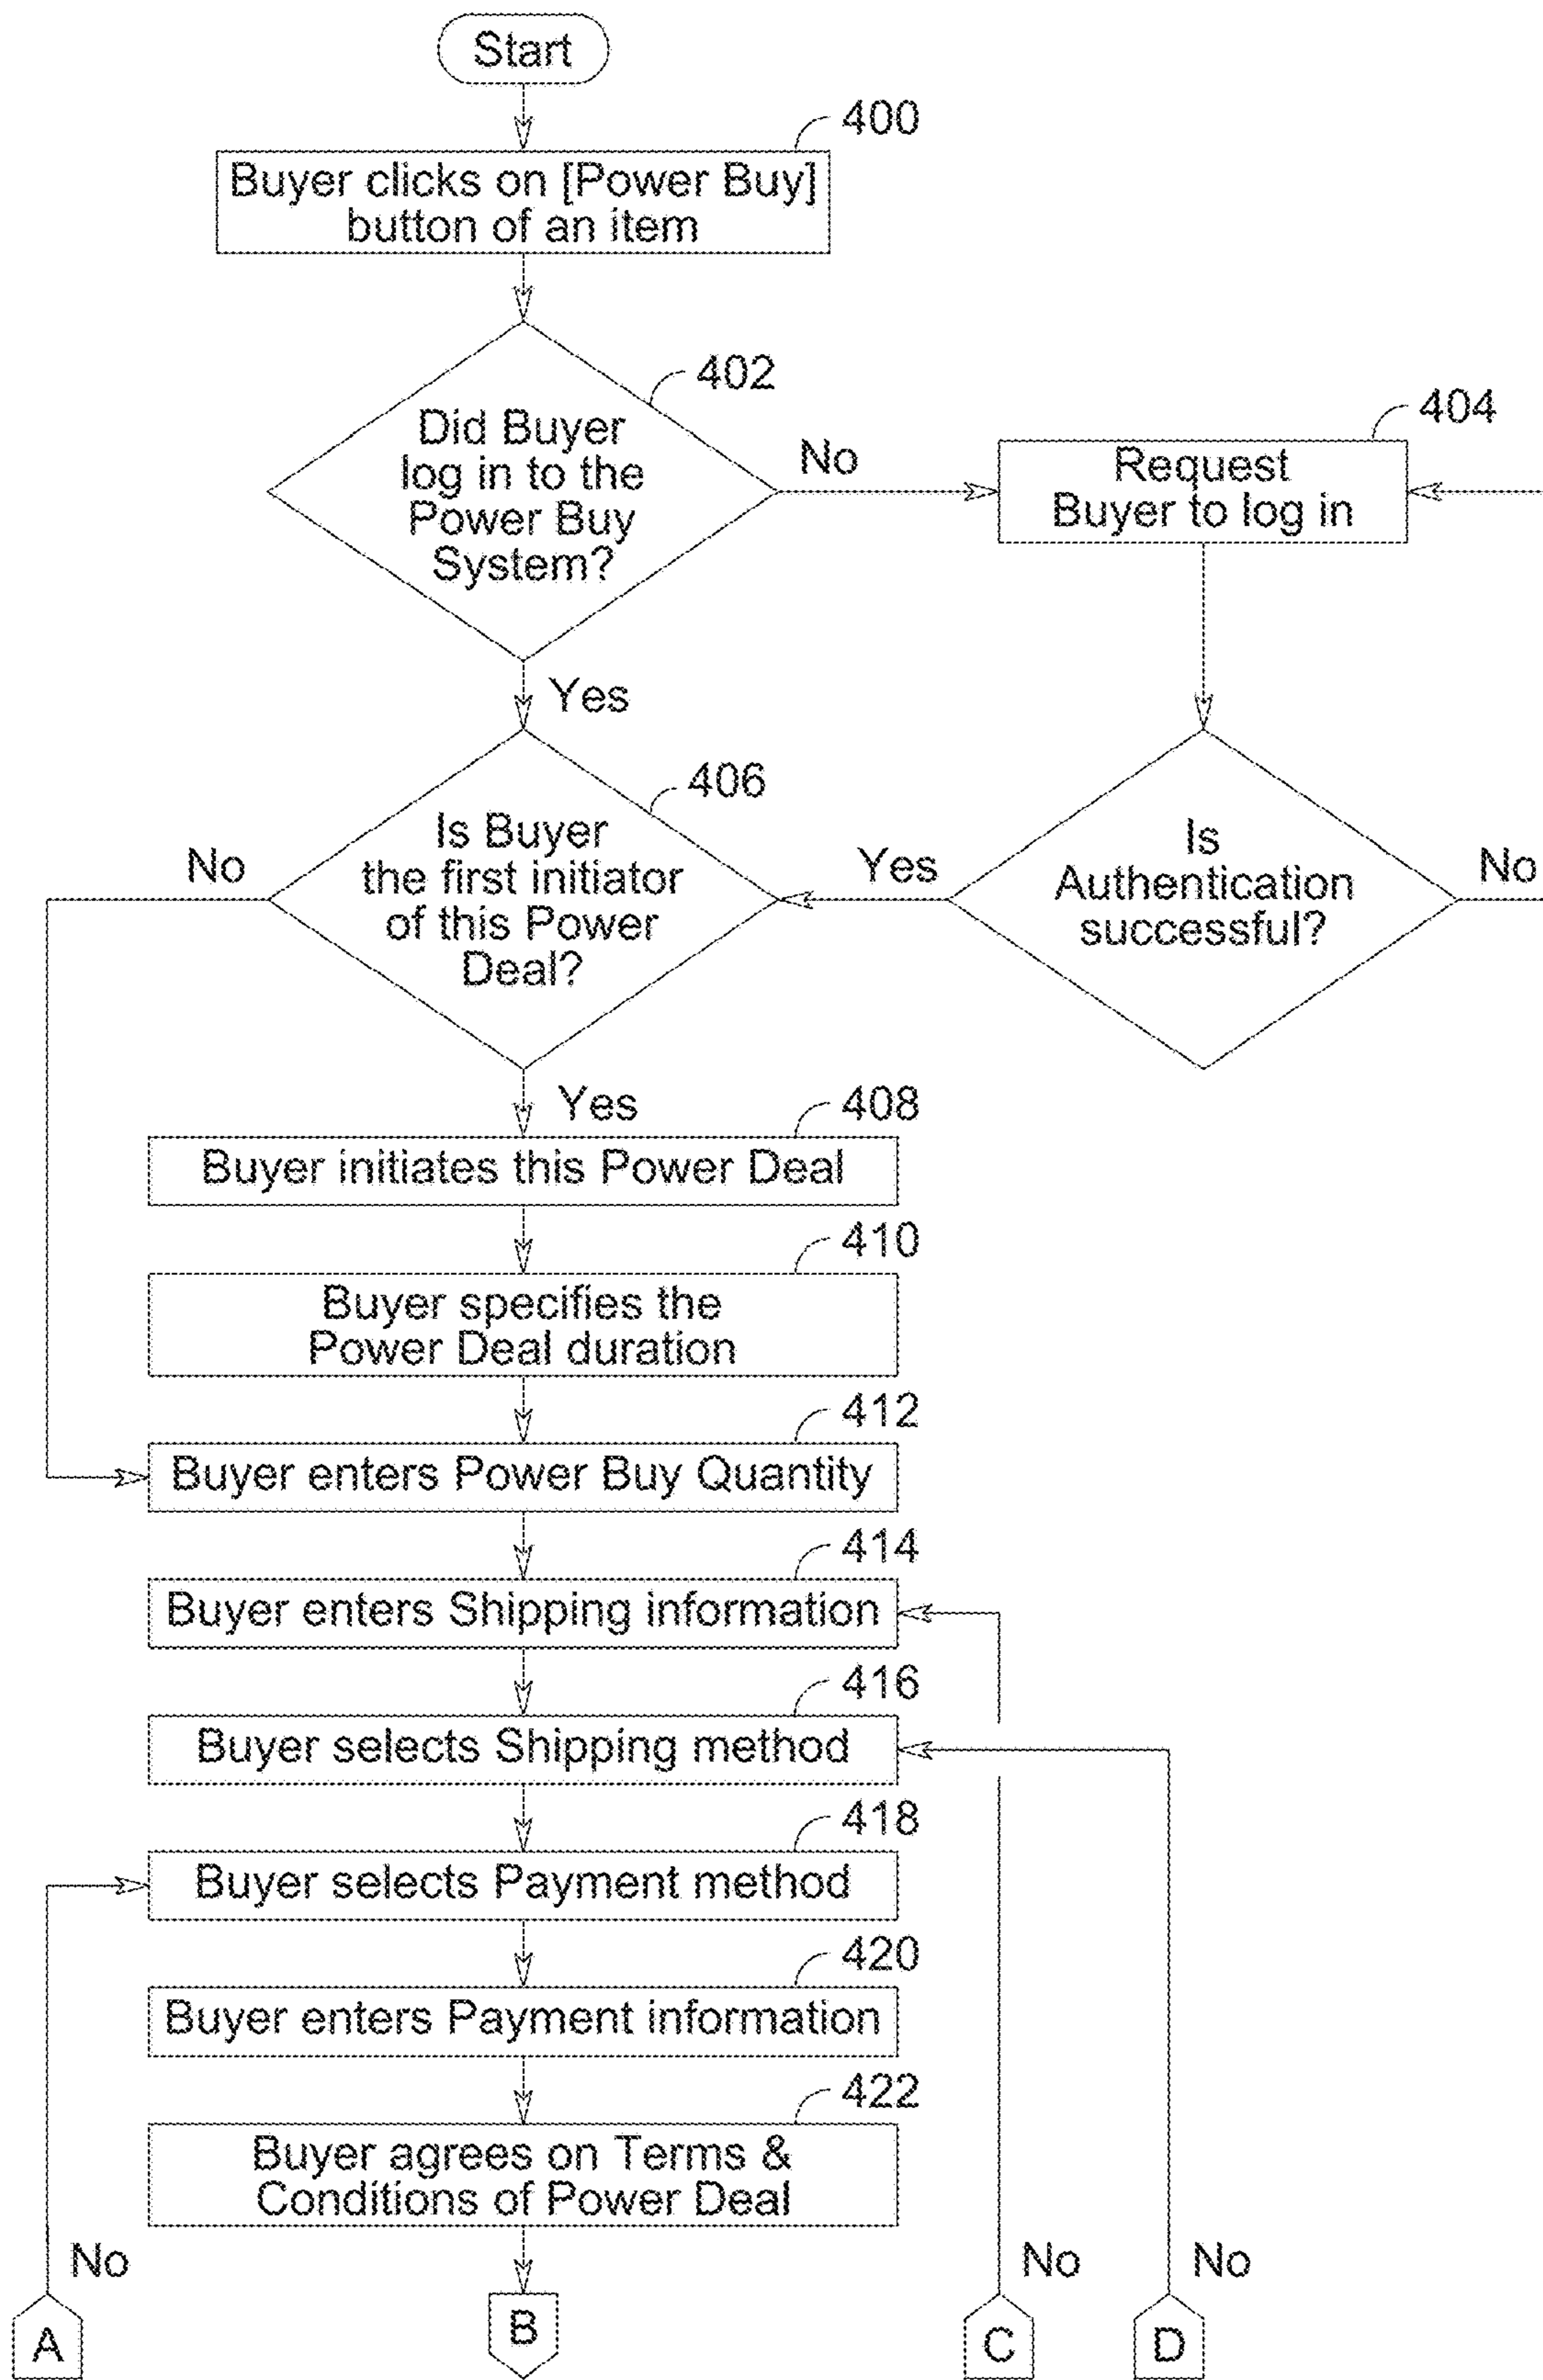 Start
400
Buyer clicks on [Power Buy]
button of an item
402
Did Buyer
log in to the
Power Buy
System?
No
404
Request
Buyer to log in
Yes
406
Is Buyer
the first initiator
of this Power
Deal?
No
Yes
Is
Authentication
successful?
No
Yes
408
Buyer initiates this Power Deal
410
Buyer specifies the
Power Deal duration
412
Buyer enters Power Buy Quantity
414
Buyer enters Shipping information
416
Buyer selects Shipping method
418
Buyer selects Payment method
420
Buyer enters Payment information
422
Buyer agrees on Terms &
Conditions of Power Deal
No
No
No
A
B
C
D